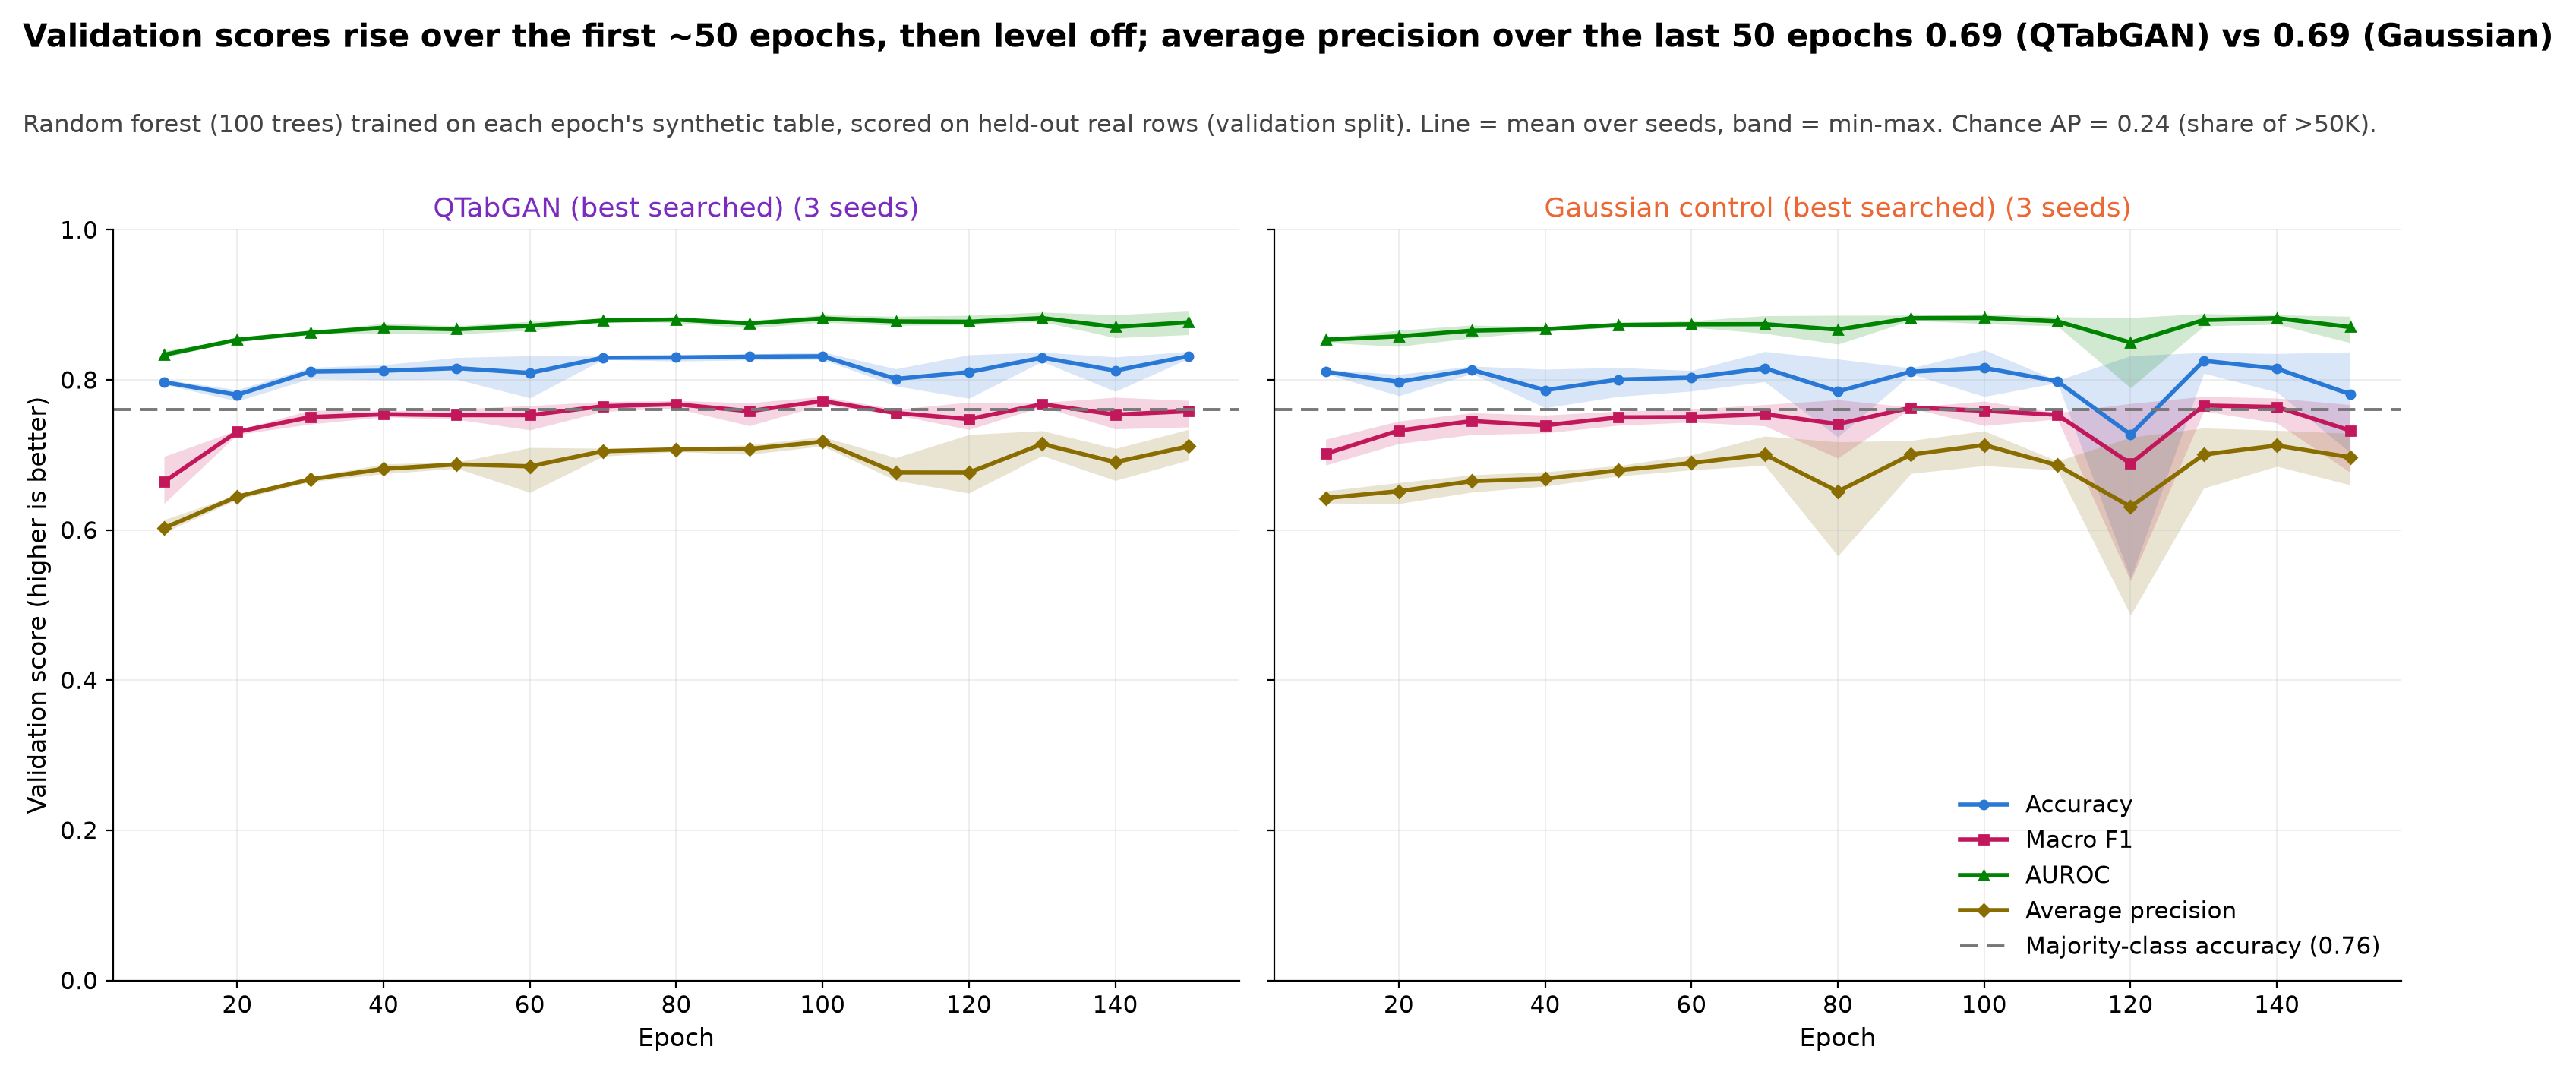 Validation scores rise over the first ~50 epochs, then level off; average precision over the last 50 epochs 0.69 (QTabGAN) vs 0.69 (Gaussian)
Random forest (100 trees) trained on each epoch's synthetic table, scored on held-out real rows (validation split). Line = mean over seeds, band = min-max. Chance AP = 0.24 (share of >50K).
QTabGAN (best searched) (3 seeds)
Gaussian control (best searched) (3 seeds)
Validation score (higher is better)
1.0
0.8
0.6
0.4
0.2
0.0
20 40 60 80 100 120 140
Epoch
20 40 60 80 100 120 140
Epoch
Accuracy
Macro F1
AUROC
Average precision
Majority-class accuracy (0.76)